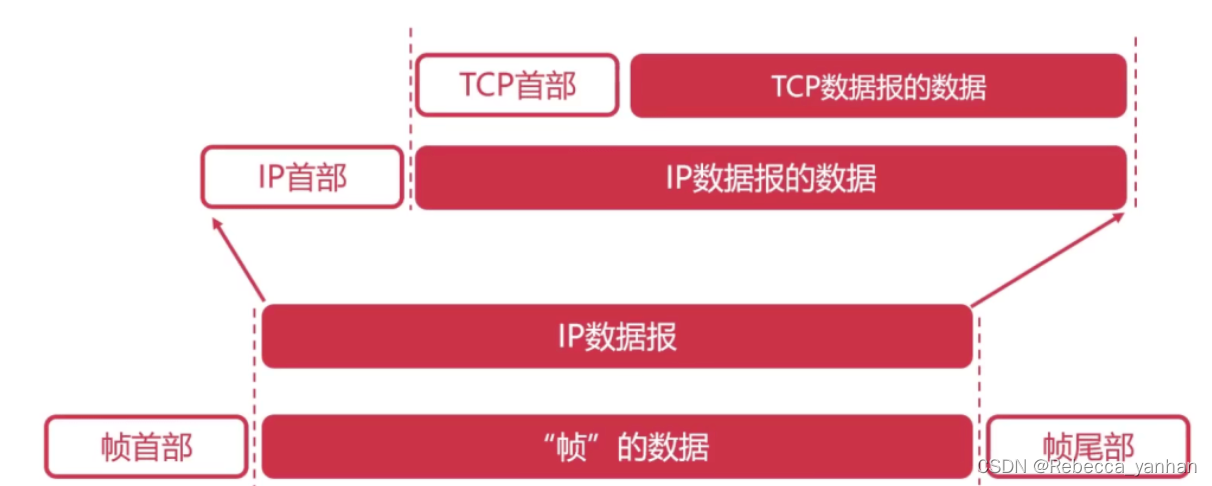 TCP首部 TCP数据报的数据
IP首部 IP数据报的数据
IP数据报
帧首部 “帧”的数据 帧尾部
CSDN @Rebecca_yanhan